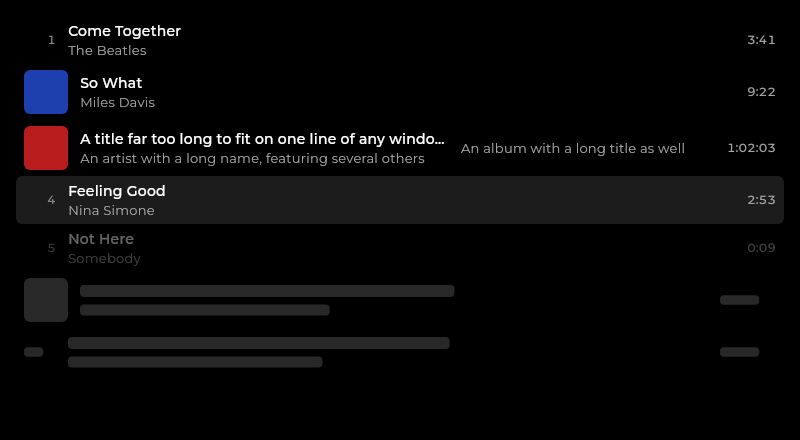 1 Come Together 3:41
The Beatles
So What 9:22
Miles Davis
A title far too long to fit on one line of any windo...
An artist with a long name, featuring several others
An album with a long title as well
1:02:03
4 Feeling Good 2:53
Nina Simone
5 Not Here 0:09
Somebody